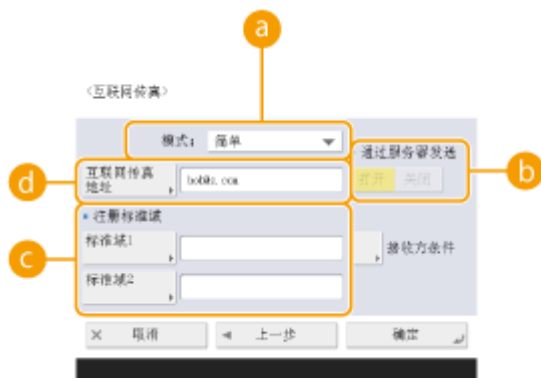 a
<互联网传真>
模式： 简单
通过服务器发送
b
打开 关闭
d
互联网传真
地址
注册标准域
c
标准域1
接收方条件
标准域2
× 取消
上一步
确定